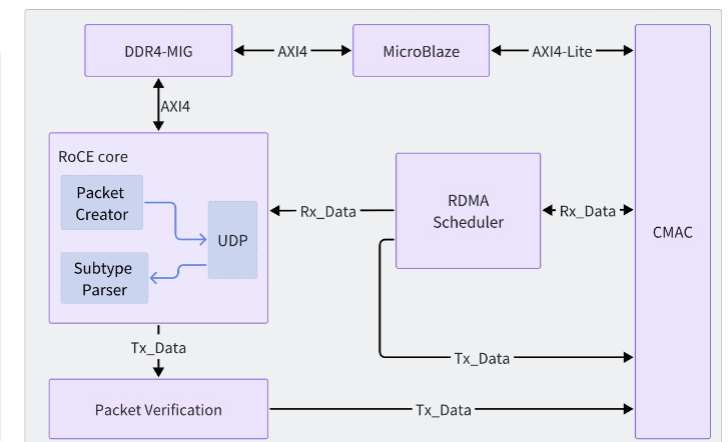 DDR4-MIG
AXI4
MicroBlaze
AXI4-Lite
AXI4
RoCE core
Packet
Creator
UDP
Subtype
Parser
Rx_Data
RDMA
Scheduler
Rx_Data
CMAC
Tx_Data
Tx_Data
Packet Verification
Tx_Data